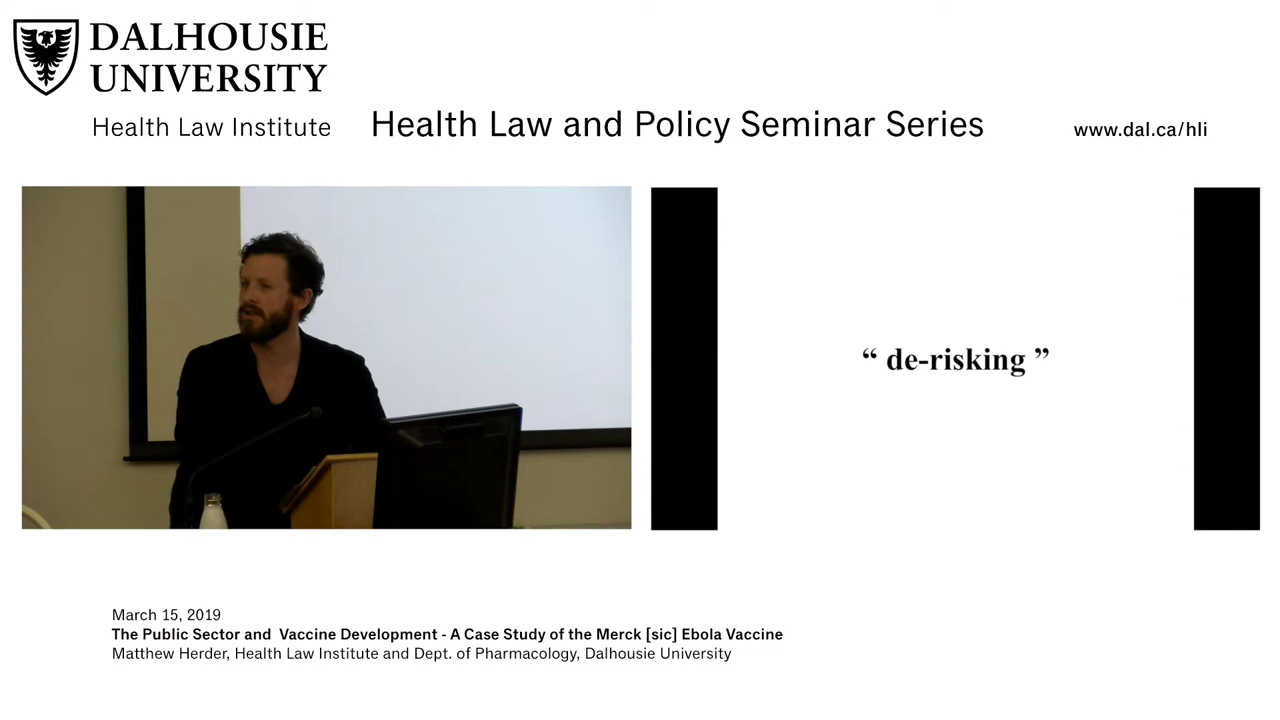 DALHOUSIE
UNIVERSITY
Health Law Institute
Health Law and Policy Seminar Series
www.dal.ca/hli
“ de-risking ”
March 15, 2019
The Public Sector and  Vaccine Development - A Case Study of the Merck [sic] Ebola Vaccine
Matthew Herder, Health Law Institute and Dept. of Pharmacology, Dalhousie University